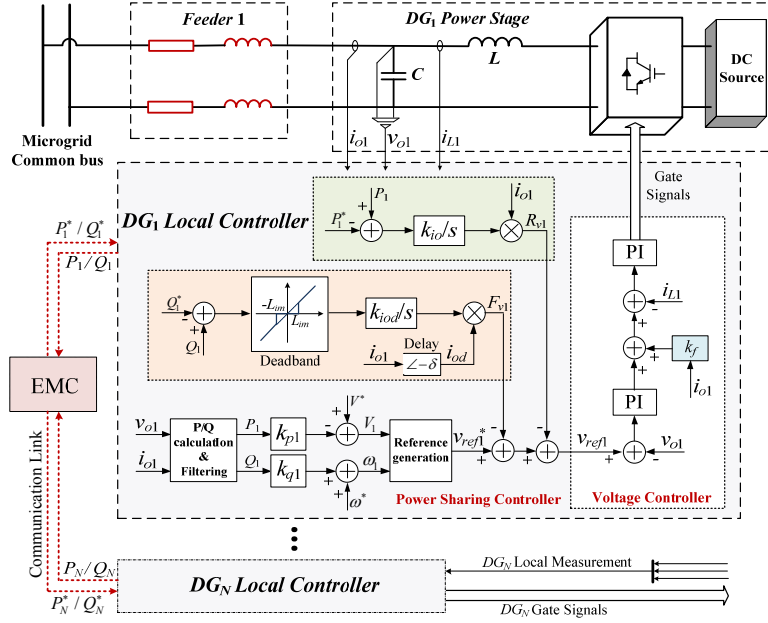 Feeder 1
DG1 Power Stage
C
L
DC
Source
Microgrid
Common bus
io1
vo1
iL1
Gate
Signals
DG1 Local Controller
P1
+
P1*
-
kio/s
io1
Rv1
P1*/Q1*
P1/Q1
Q1*
-
+
Q1
-Lim
Lim
Deadband
kiod/s
Fv1
io1
Delay
∠-δ
iod
PI
+
-
iL1
+
+
kf
io1
PI
EMC
Communication Link
vo1
io1
P/Q
calculation
&
Filtering
P1
kp1
-
+
V*
V1
Q1
kq1
+
+
ω1
ω*
Reference
generation
vref1*
-
+
-
+
vref1
+
-
vo1
Power Sharing Controller
Voltage Controller
PN/QN
PN*/QN*
DGN Local Controller
DGN Local Measurement
DGN Gate Signals